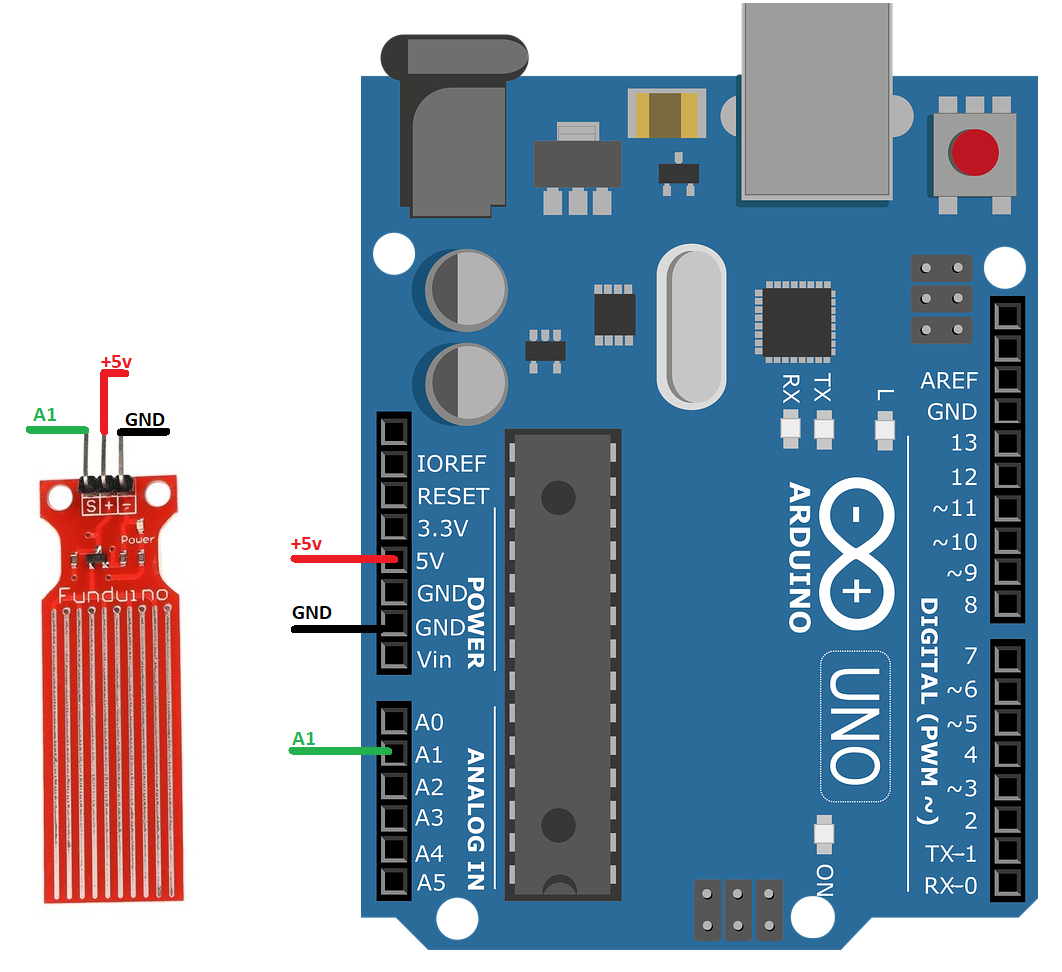 +5v
A1
GND
S + -
Power
Funduino
+5v
GND
A1
IOREF
RESET
3.3V
5V
GND
GND
Vin
POWER
A0
A1
A2
A3
A4
A5
ANALOG IN
RX
TX
L
ARDUINO
- +
UNO
ON
AREF
GND
13
12
~11
~10
~9
8
7
~6
~5
4
~3
2
TX→1
RX←0
DIGITAL (PWM ~)